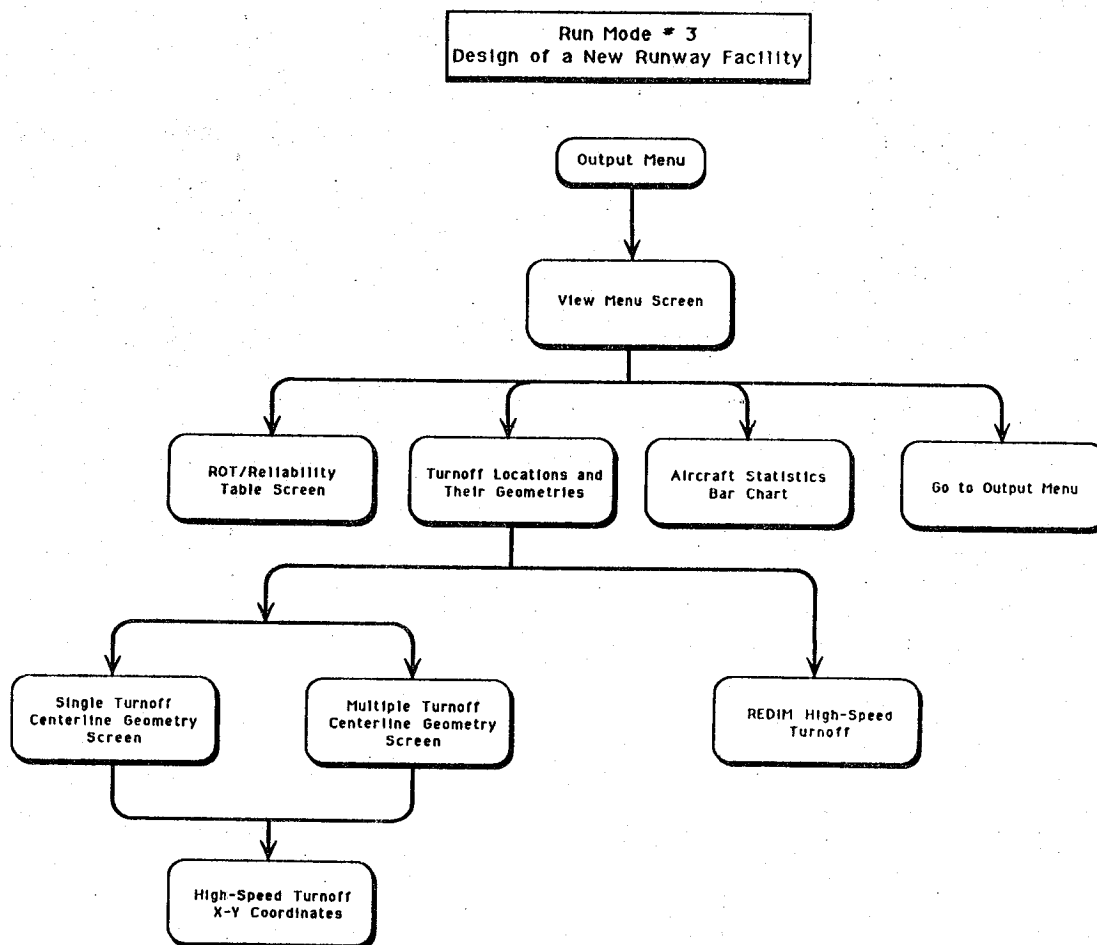 Run Mode # 3
Design of a New Runway Facility
Output Menu
View Menu Screen
ROT/Reliability
Table Screen
Turnoff Locations and
Their Geometries
Aircraft Statistics
Bar Chart
Go to Output Menu
Single Turnoff
Centerline Geometry
Screen
Multiple Turnoff
Centerline Geometry
Screen
REDIM High-Speed
Turnoff
High-Speed Turnoff
X-Y Coordinates